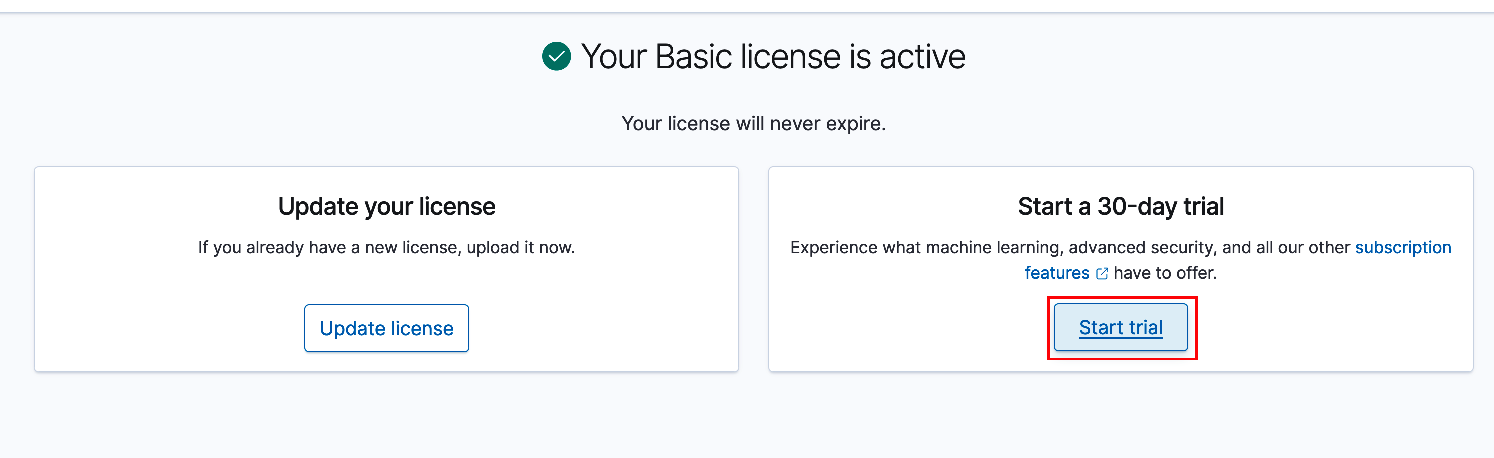 Your Basic license is active
Your license will never expire.
Update your license
If you already have a new license, upload it now.
Update license
Start a 30-day trial
Experience what machine learning, advanced security, and all our other subscription
features have to offer.
Start trial